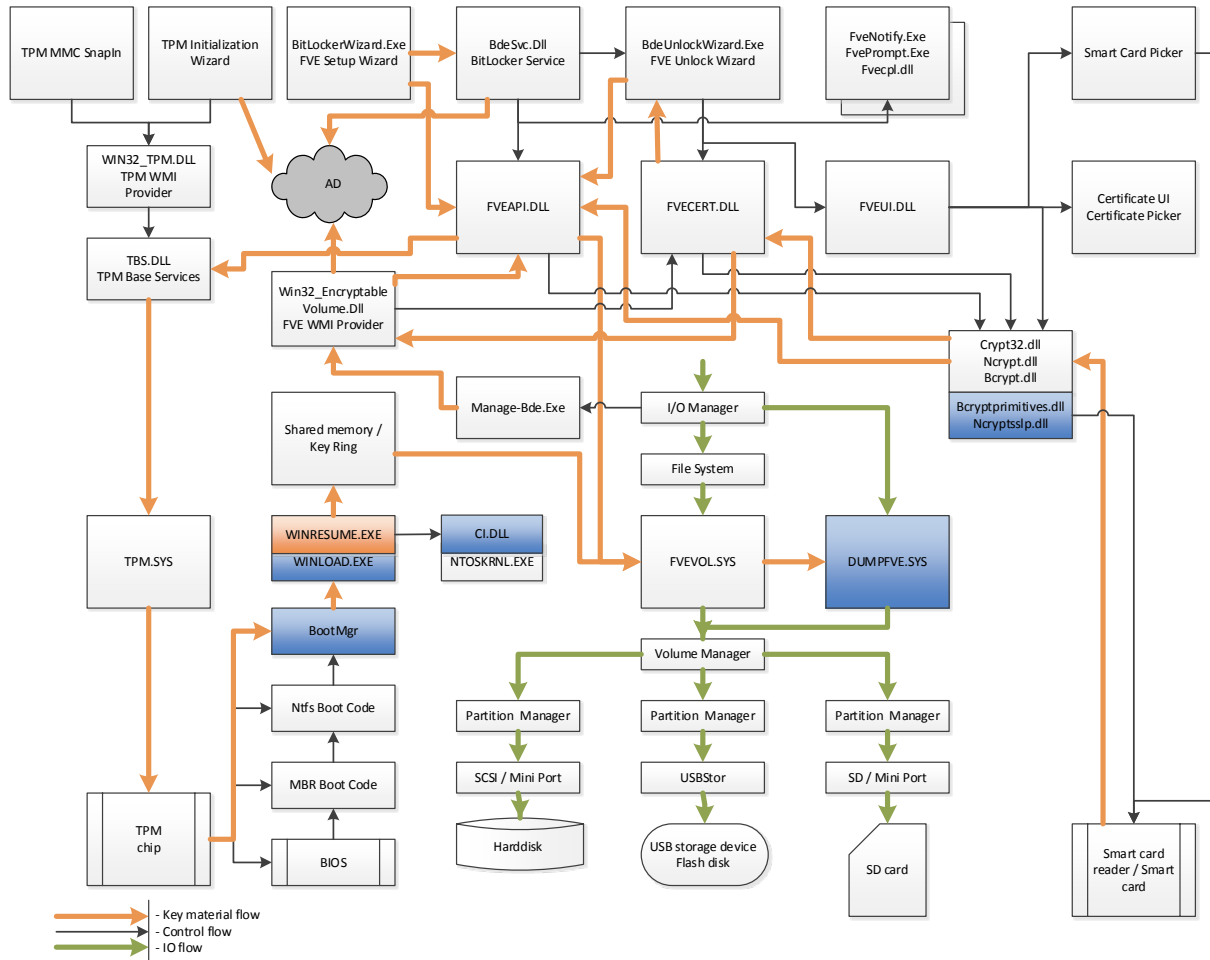 TPM MMC SnapIn
TPM Initialization
Wizard
BitLockerWizard.Exe
FVE Setup Wizard
BdeSvc.Dll
BitLocker Service
BdeUnlockWizard.Exe
FVE Unlock Wizard
FveNotify.Exe
FvePrompt.Exe
Fvecpl.dll
Smart Card Picker
WIN32_TPM.DLL
TPM WMI
Provider
AD
FVEAPI.DLL
FVECERT.DLL
FVEUI.DLL
Certificate UI
Certificate Picker
TBS.DLL
TPM Base Services
Win32_Encryptable
Volume.Dll
FVE WMI Provider
Crypt32.dll
Ncrypt.dll
Bcrypt.dll
Bcryptprimitives.dll
Ncryptsslp.dll
Manage-Bde.Exe
I/O Manager
Shared memory /
Key Ring
File System
TPM.SYS
WINRESUME.EXE
WINLOAD.EXE
CI.DLL
NTOSKRNL.EXE
FVEVOL.SYS
DUMPFVE.SYS
BootMgr
Volume Manager
Ntfs Boot Code
Partition Manager
Partition Manager
Partition Manager
MBR Boot Code
SCSI / Mini Port
USBStor
SD / Mini Port
TPM
chip
BIOS
Harddisk
USB storage device
Flash disk
SD card
Smart card
reader / Smart
card
- Key material flow
- Control flow
- IO flow